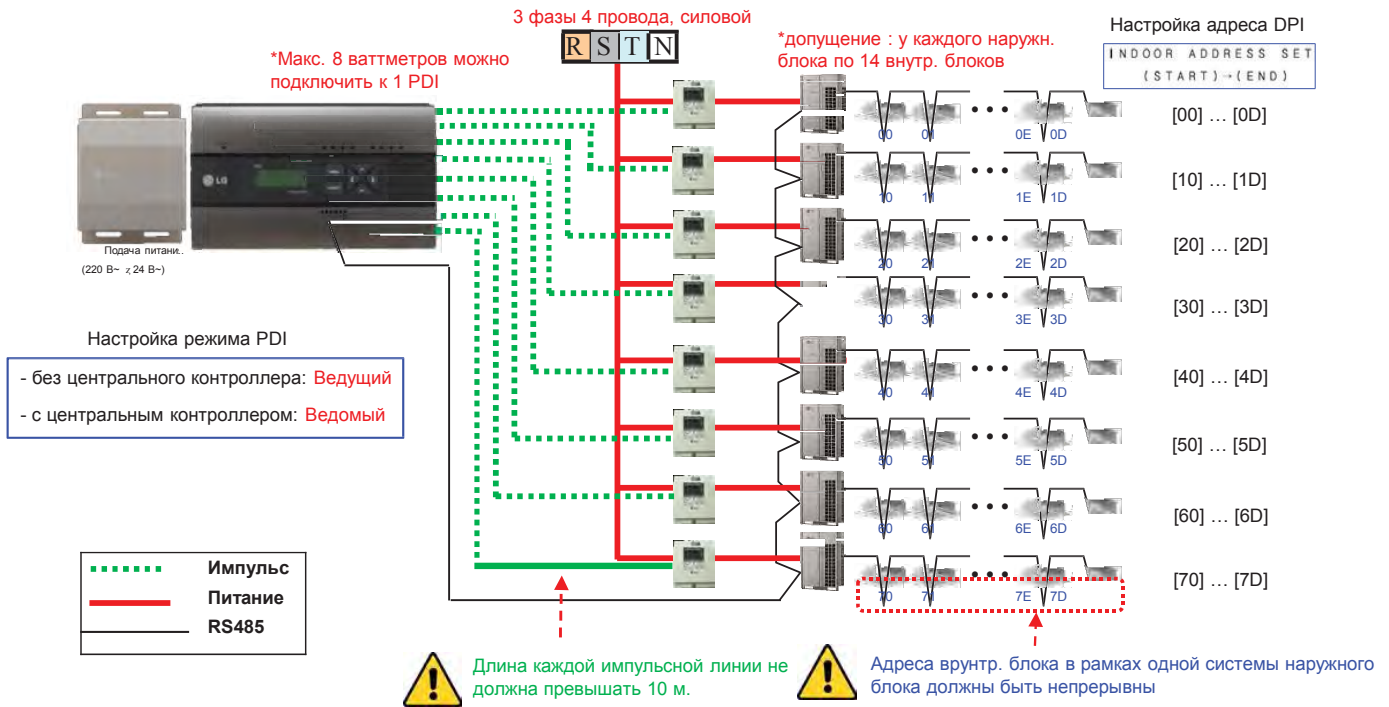 3 фазы 4 провода, силовой
R S T N
*Макс. 8 ваттметров можно
подключить к 1 PDI
*допущение : у каждого наружн.
блока по 14 внутр. блоков
Настройка адреса DPI
INDOOR ADDRESS SET
(START)→(END)
LG
Подача питани..
(220 В~ 24 В~)
00 01 0E 0D
[00] … [0D]
10 11 1E 1D
[10] … [1D]
20 21 2E 2D
[20] … [2D]
30 31 3E 3D
[30] … [3D]
40 41 4E 4D
[40] … [4D]
50 51 5E 5D
[50] … [5D]
60 61 6E 6D
[60] … [6D]
70 71 7E 7D
[70] … [7D]
Настройка режима PDI
- без центрального контроллера: Ведущий
- с центральным контроллером: Ведомый
Импульс
Питание
RS485
Длина каждой импульсной линии не
должна превышать 10 м.
Адреса врунтр. блока в рамках одной системы наружного
блока должны быть непрерывны